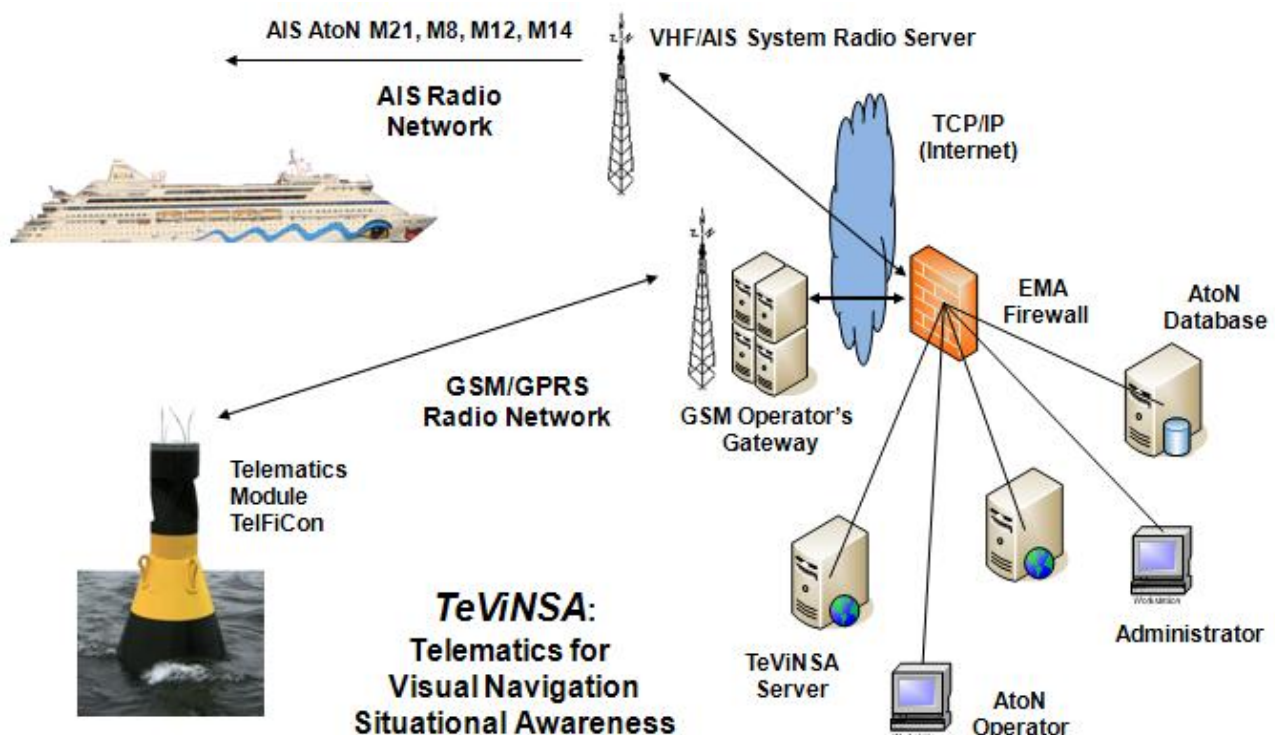 AIS AtoN M21, M8, M12, M14
VHF/AIS System Radio Server
AIS Radio
Network
TCP/IP
(Internet)
EMA
Firewall
AtoN
Database
GSM/GPRS
Radio Network
GSM Operator's
Gateway
Telematics
Module
TelFiCon
Workstation
Administrator
TeViNSA:
Telematics for
Visual Navigation
Situational Awareness
TeViNSA
Server
AtoN
Operator